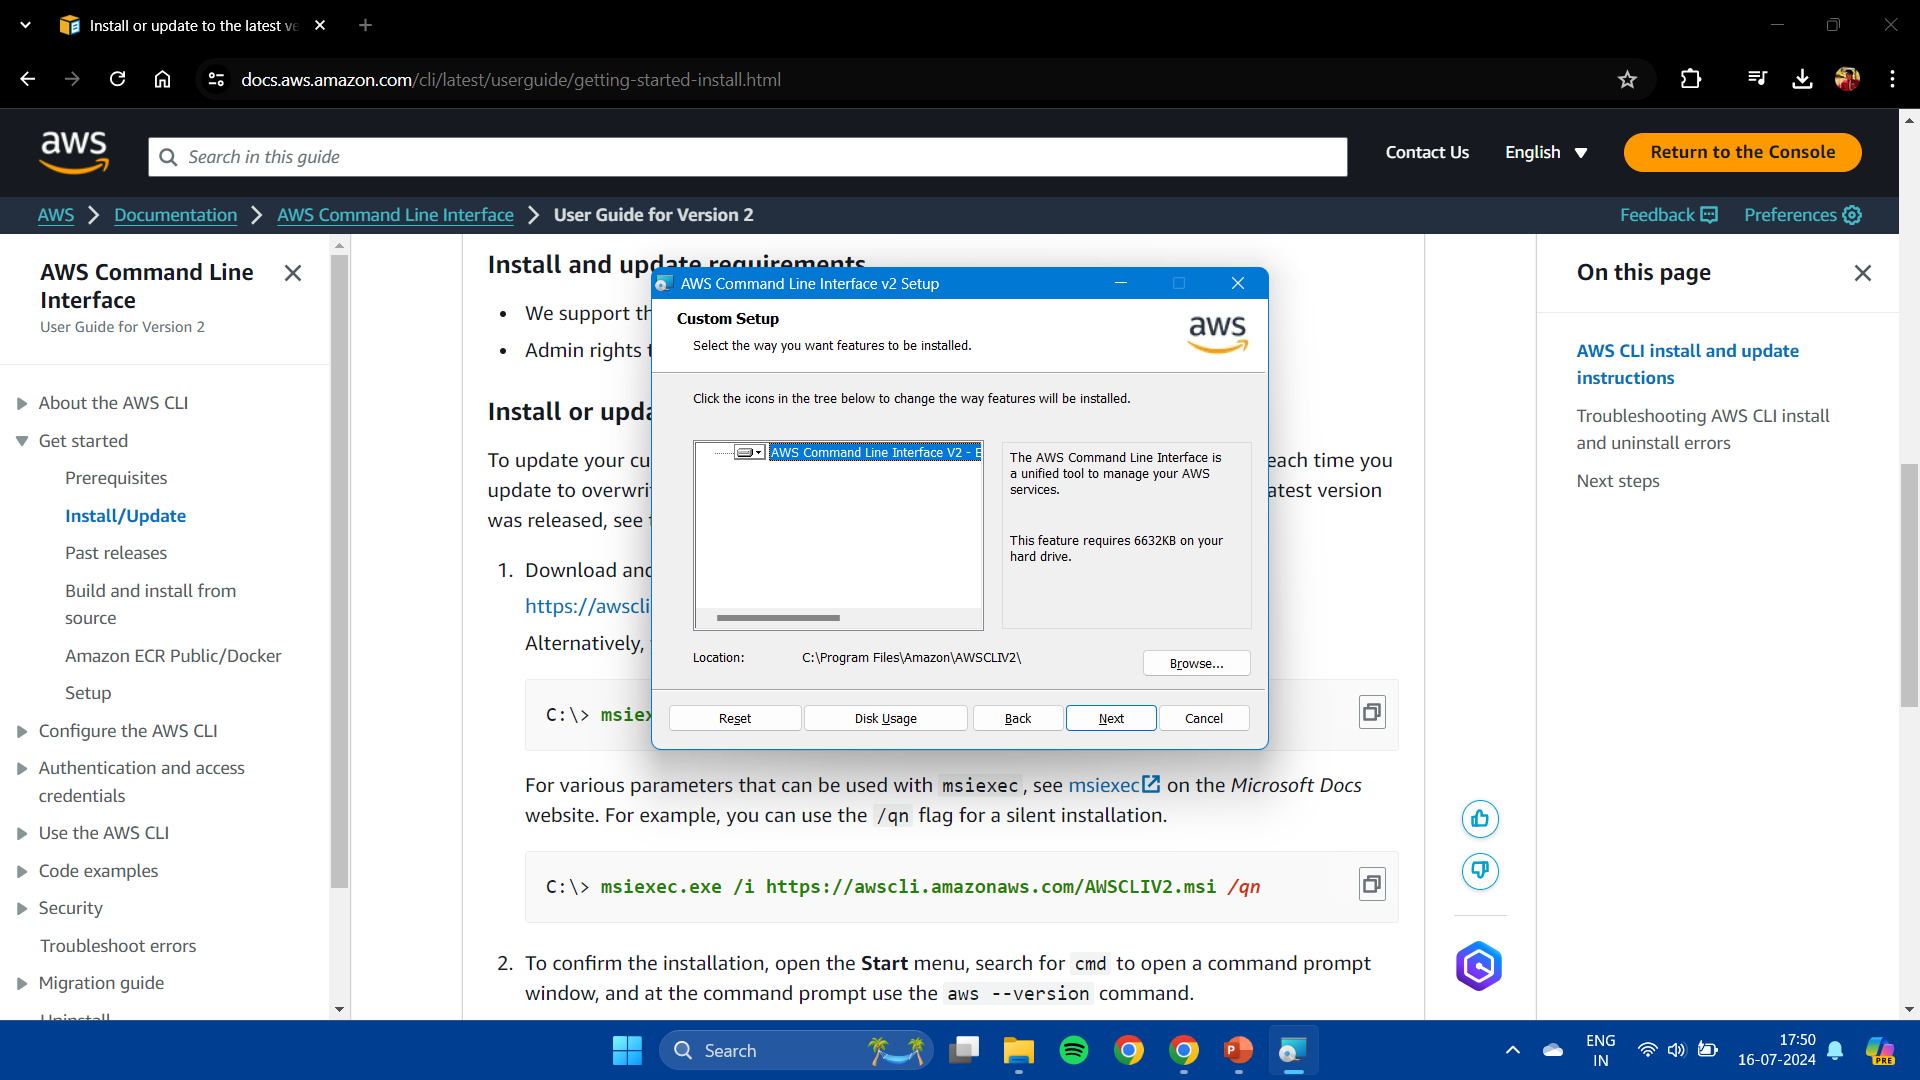 Install or update to the latest ve
docs.aws.amazon.com/cli/latest/userguide/getting-started-install.html
aws
Search in this guide
Contact Us
English
Return to the Console
AWS
Documentation
AWS Command Line Interface
User Guide for Version 2
Feedback
Preferences
AWS Command Line
Interface
User Guide for Version 2
About the AWS CLI
Get started
Prerequisites
Install/Update
Past releases
Build and install from
source
Amazon ECR Public/Docker
Setup
Configure the AWS CLI
Authentication and access
credentials
Use the AWS CLI
Code examples
Security
Troubleshoot errors
Migration guide
Uninstall
Install and update requirements
We support th
Admin rights t
Install or upda
To update your cu
each time you
update to overwri
atest version
was released, see t
1. Download and
https://awscli
Alternatively,
C:\> msiex
For various parameters that can be used with msiexec, see msiexec on the Microsoft Docs
website. For example, you can use the /qn flag for a silent installation.
C:\> msiexec.exe /i https://awscli.amazonaws.com/AWSCLIV2.msi /qn
2. To confirm the installation, open the Start menu, search for cmd to open a command prompt
window, and at the command prompt use the aws --version command.
AWS Command Line Interface v2 Setup
Custom Setup
Select the way you want features to be installed.
aws
Click the icons in the tree below to change the way features will be installed.
AWS Command Line Interface V2 - E
The AWS Command Line Interface is
a unified tool to manage your AWS
services.
This feature requires 6632KB on your
hard drive.
Location:
C:\Program Files\Amazon\AWSCLIV2\
Browse...
Reset
Disk Usage
Back
Next
Cancel
On this page
AWS CLI install and update
instructions
Troubleshooting AWS CLI install
and uninstall errors
Next steps
Search
P
ENG
IN
17:50
16-07-2024
PRE